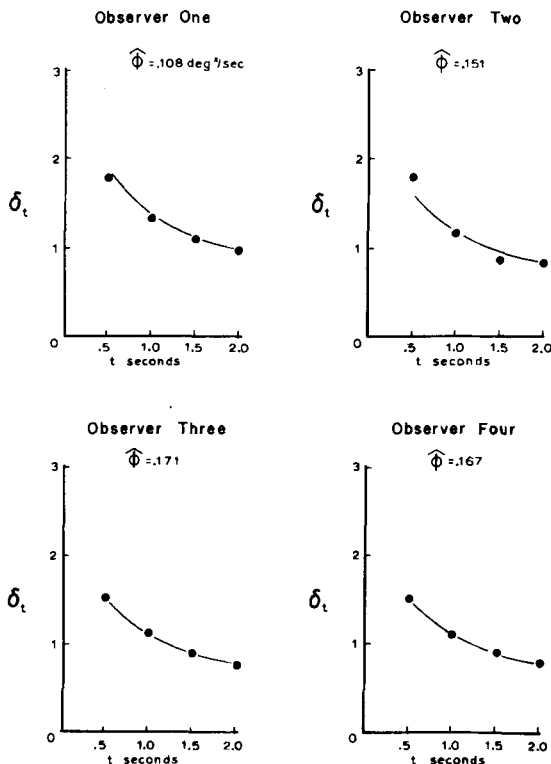 Observer One
Φ̂ = .108 deg²/sec
3
2
1
0
δt
.5 1.0 1.5 2.0
t seconds
Observer Two
Φ̂ = .151
3
2
1
0
δt
.5 1.0 1.5 2.0
t seconds
Observer Three
Φ̂ = .171
3
2
1
0
δt
.5 1.0 1.5 2.0
t seconds
Observer Four
Φ̂ = .167
3
2
1
0
δt
.5 1.0 1.5 2.0
t seconds